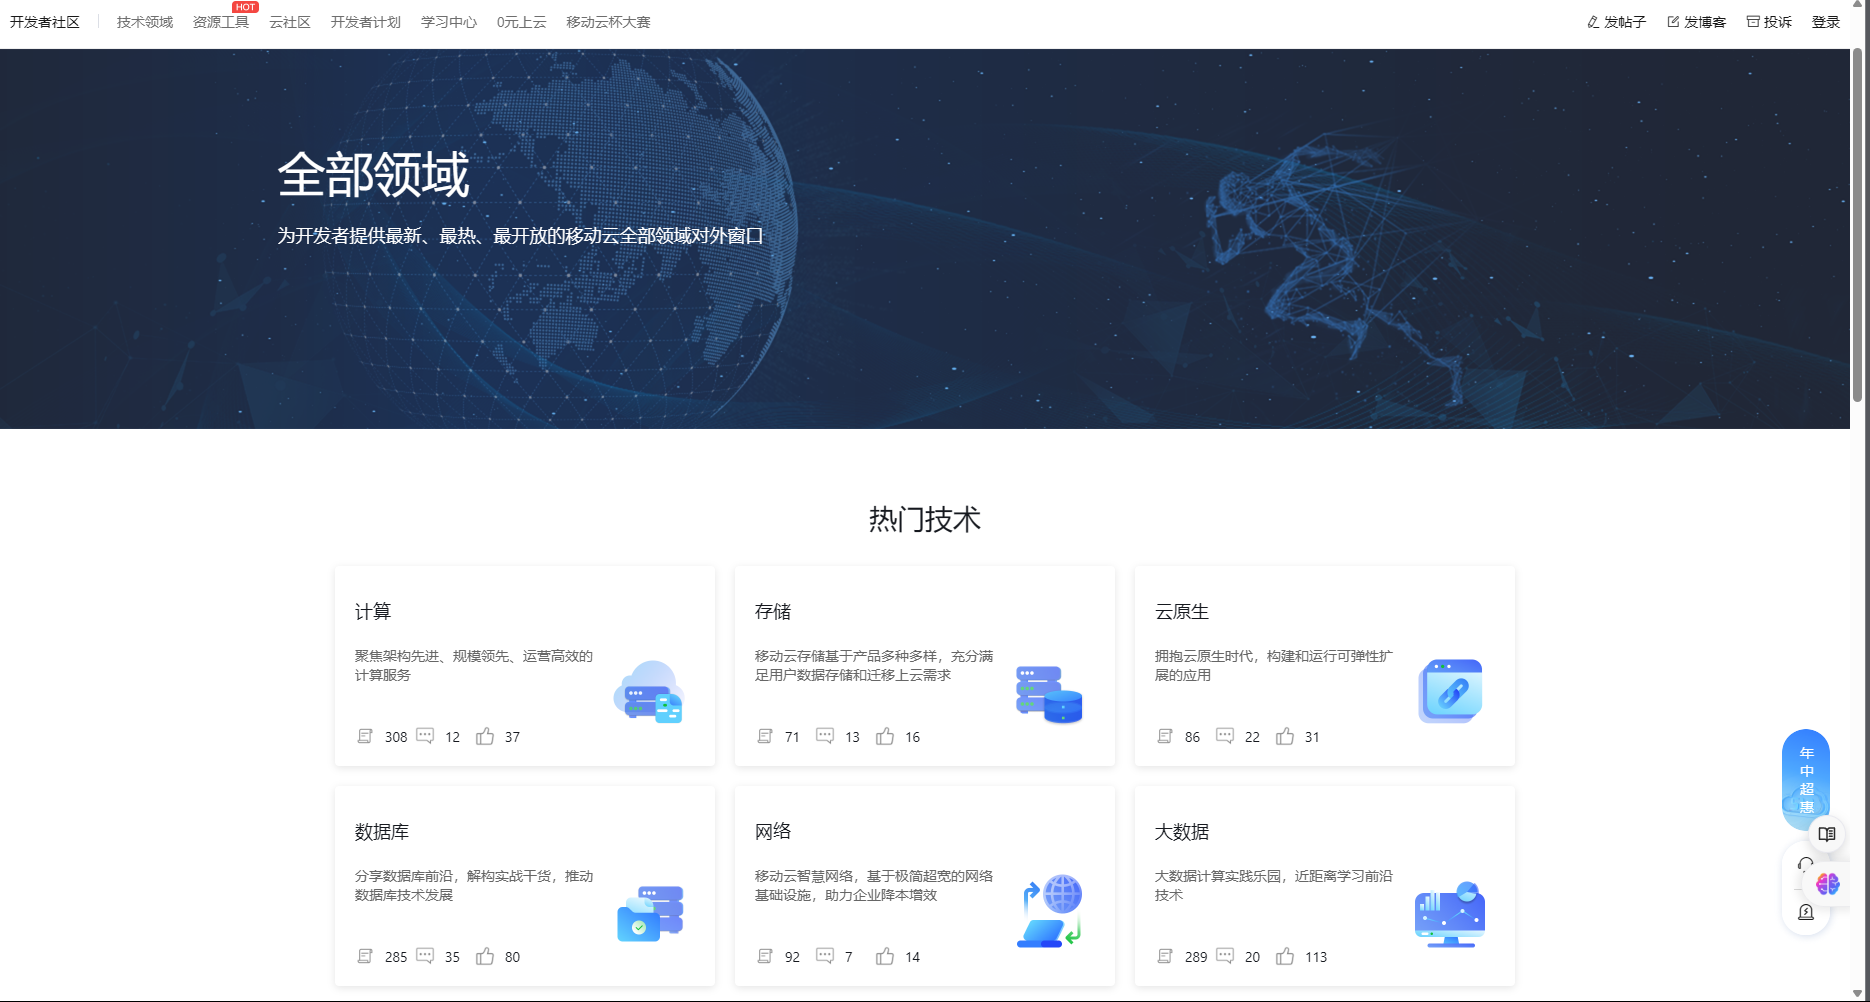 开发者社区 技术领域 资源工具 HOT 云社区 开发者计划 学习中心 0元上云 移动云杯大赛 发帖子 发博客 投诉 登录
全部领域
为开发者提供最新、最热、最开放的移动云全部领域对外窗口
热门技术
计算
聚焦架构先进、规模领先、运营高效的
计算服务
308 12 37
存储
移动云存储基于产品多种多样，充分满
足用户数据存储和迁移上云需求
71 13 16
云原生
拥抱云原生时代，构建和运行可弹性扩
展的应用
86 22 31
数据库
分享数据库前沿，解构实战干货，推动
数据库技术发展
285 35 80
网络
移动云智慧网络，基于极简超宽的网络
基础设施，助力企业降本增效
92 7 14
大数据
大数据计算实践乐园，近距离学习前沿
技术
289 20 113
年
中
超
惠